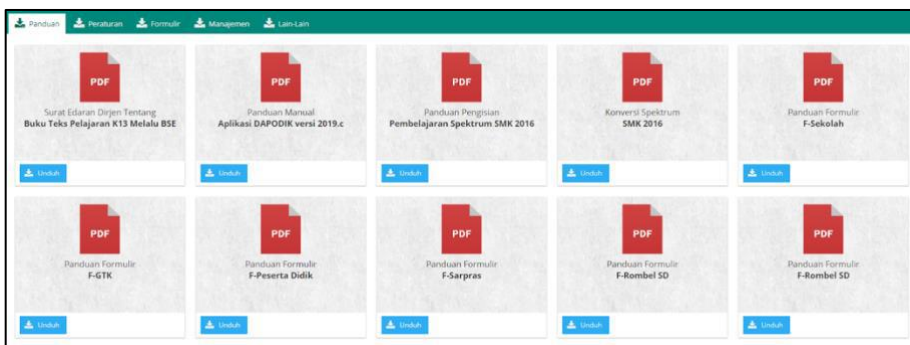 Panduan Peraturan Formulir Manajemen Lain-Lain
PDF PDF PDF PDF PDF
Surat Edaran Dirjen Tentang Panduan Manual Panduan Pengisian Konversi Spektrum Panduan Formulir
Buku Teks Pelajaran K13 Melalu BSE Aplikasi DAPODIK versi 2019.c Pembelajaran Spektrum SMK 2016 SMK 2016 F-Sekolah
Unduh Unduh Unduh Unduh Unduh
PDF PDF PDF PDF PDF
Panduan Formulir Panduan Formulir Panduan Formulir Panduan Formulir Panduan Formulir
F-GTK F-Peserta Didik F-Sarpras F-Rombel SD F-Rombel SD
Unduh Unduh Unduh Unduh Unduh